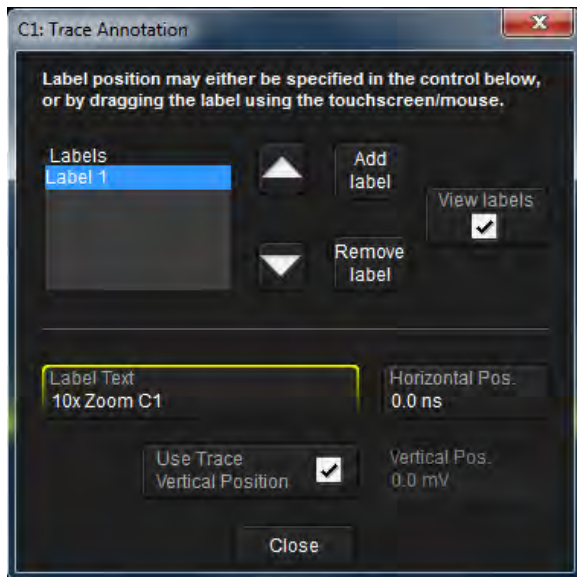 C1: Trace Annotation
Label position may either be specified in the control below,
or by dragging the label using the touchscreen/mouse.
Labels
Label 1
Add
label
View labels
Remove
label
Label Text
10x Zoom C1
Horizontal Pos.
0.0 ns
Use Trace
Vertical Position
Vertical Pos.
0.0 mV
Close